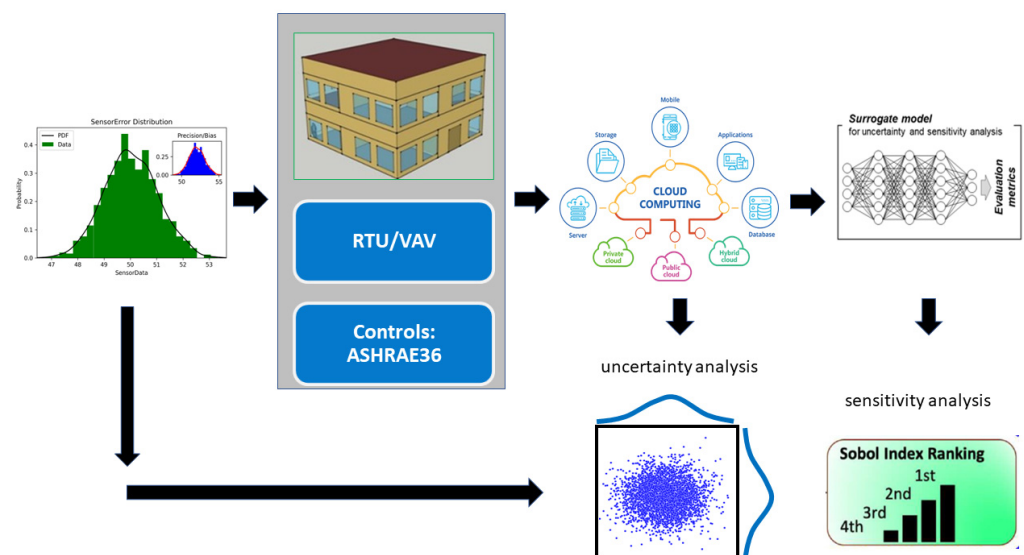 SensorError Distribution
PDF
Data
Precision/Bias
0.25
0.00
50
55
0.4
0.3
0.2
0.1
0.0
Probability
47
48
49
50
51
52
53
SensorData
RTU/VAV
Controls:
ASHRAE36
Mobile
Storage
Applications
CLOUD
COMPUTING
Server
Database
Private
cloud
Public
cloud
Hybrid
cloud
Surrogate model
for uncertainty and sensitivity analysis
Evaluation
metrics
uncertainty analysis
sensitivity analysis
Sobol Index Ranking
1st
2nd
3rd
4th